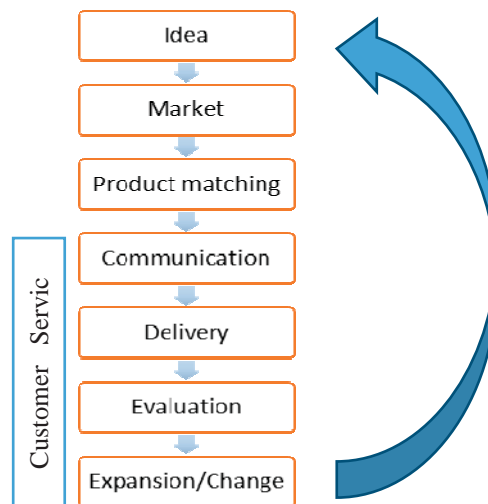 Idea
Market
Product matching
Communication
Delivery
Evaluation
Expansion/Change
Customer Servic